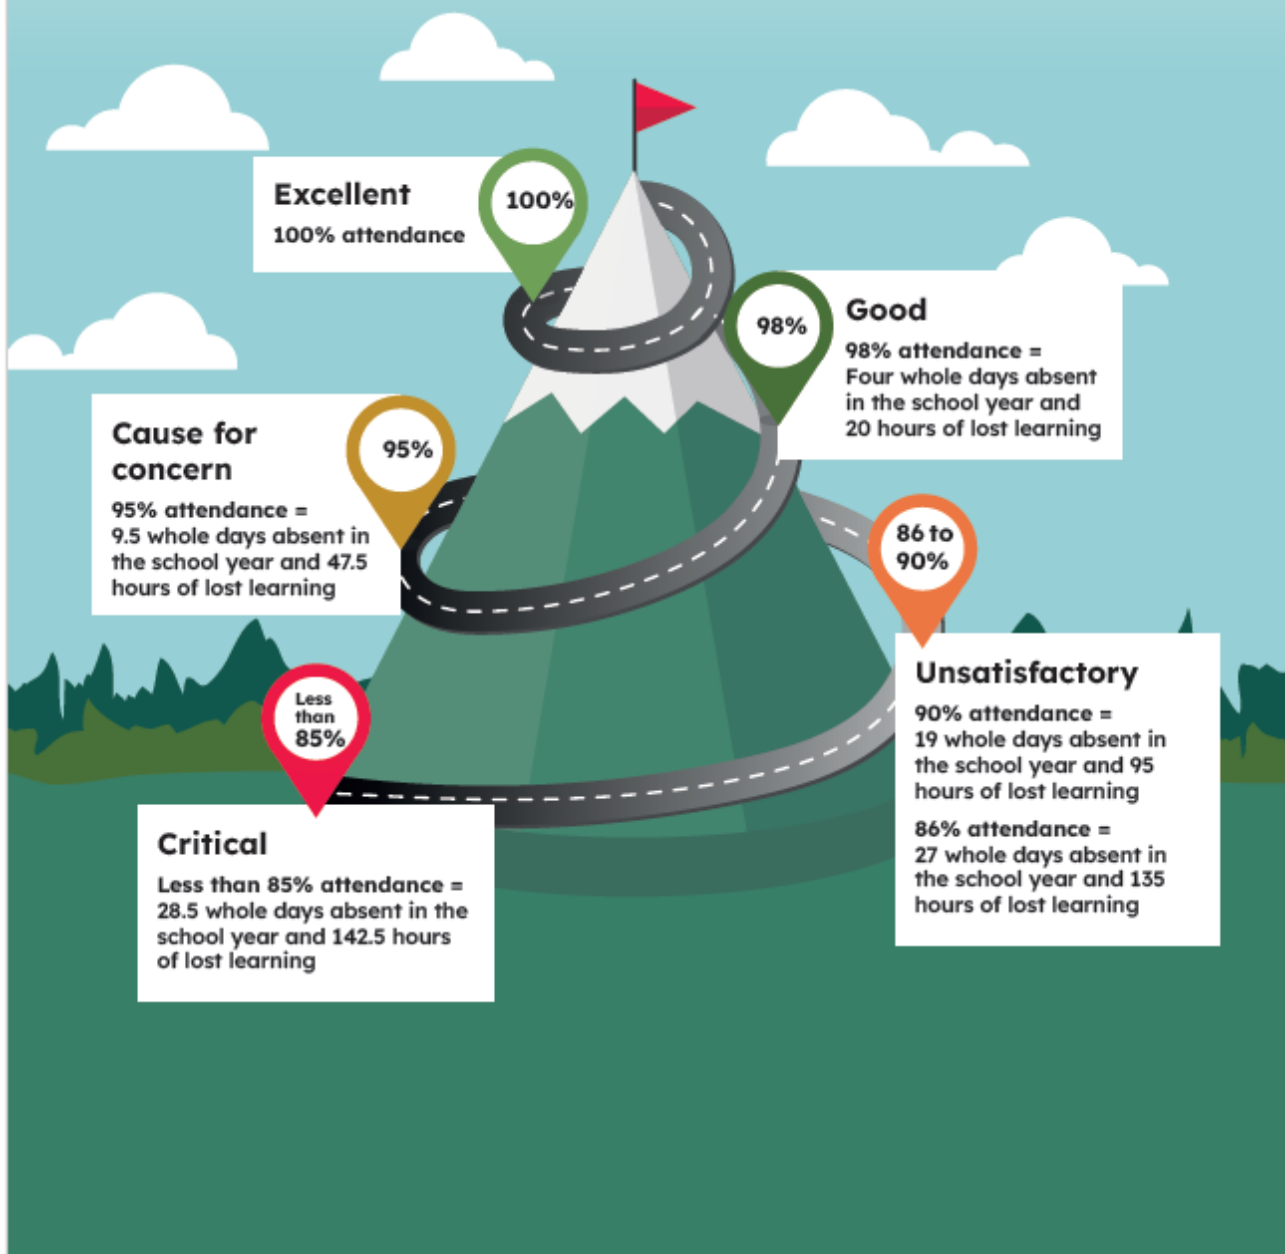 Excellent
100% attendance
100%
98%
Good
98% attendance =
Four whole days absent
in the school year and
20 hours of lost learning
Cause for
concern
95% attendance =
9.5 whole days absent in
the school year and 47.5
hours of lost learning
95%
86 to
90%
Unsatisfactory
90% attendance =
19 whole days absent in
the school year and 95
hours of lost learning
86% attendance =
27 whole days absent in
the school year and 135
hours of lost learning
Less
than
85%
Critical
Less than 85% attendance =
28.5 whole days absent in the
school year and 142.5 hours
of lost learning